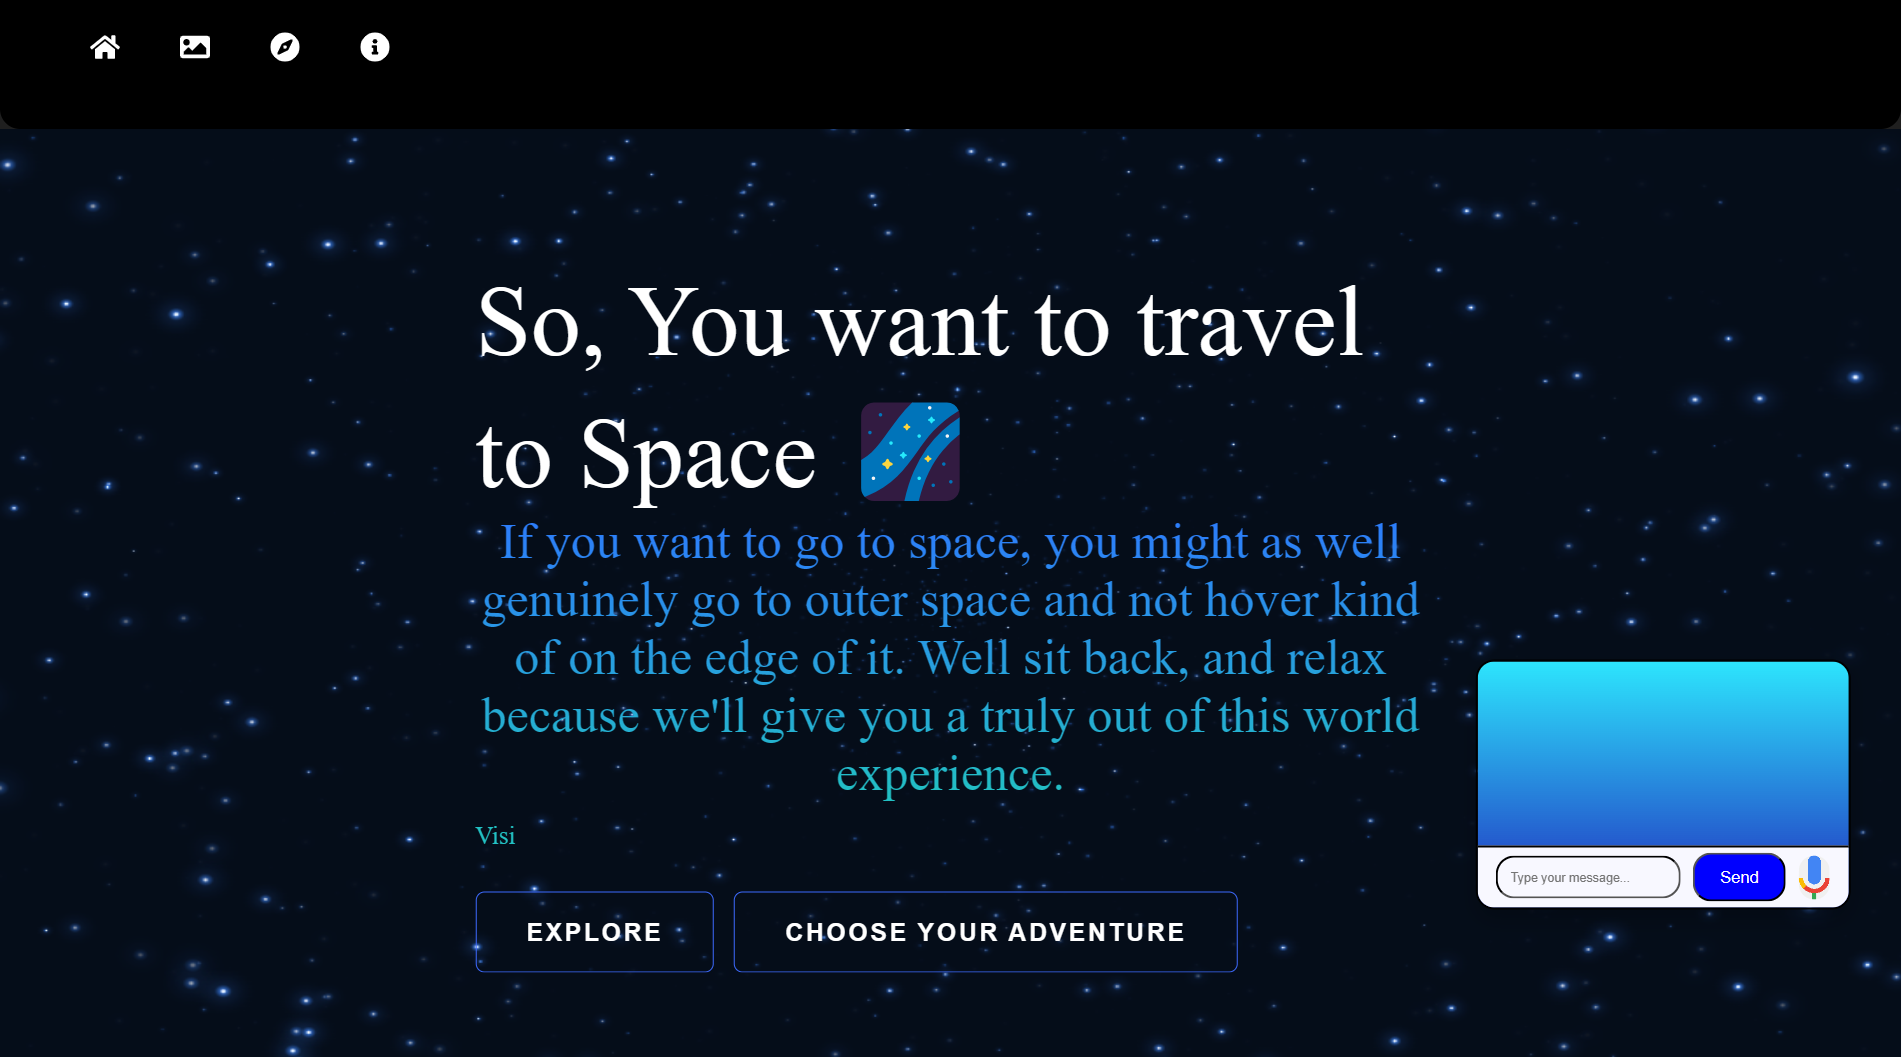 So, You want to travel
to Space
If you want to go to space, you might as well
genuinely go to outer space and not hover kind
of on the edge of it. Well sit back, and relax
because we'll give you a truly out of this world
experience.
Visi
EXPLORE
CHOOSE YOUR ADVENTURE
Type your message...
Send